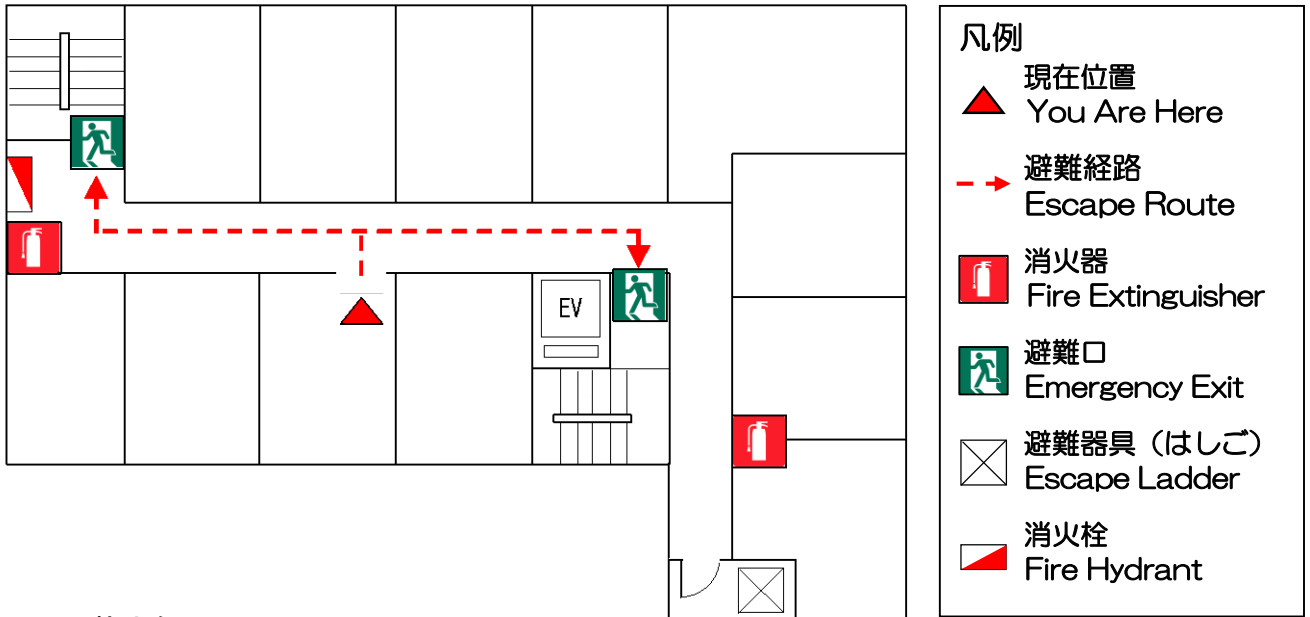 EV
凡例
現在位置
You Are Here
避難経路
Escape Route
消火器
Fire Extinguisher
避難口
Emergency Exit
避難器具（はしご）
Escape Ladder
消火栓
Fire Hydrant